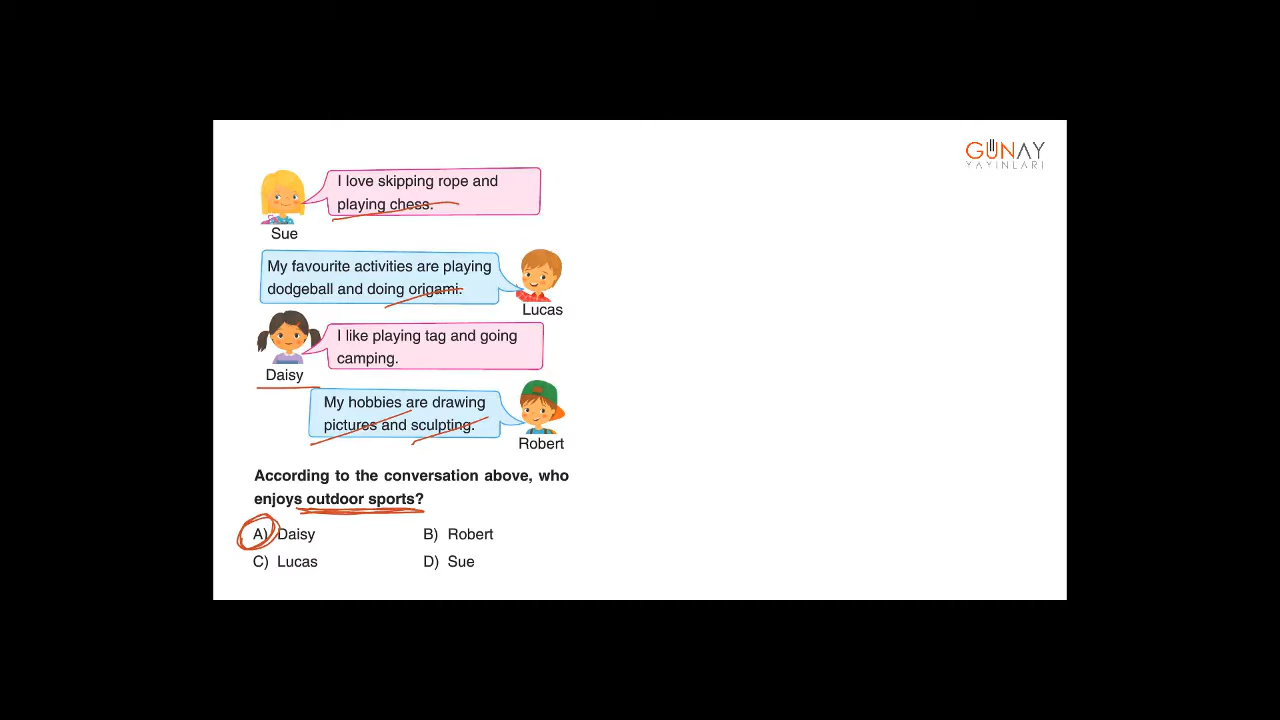 GÜNAY
YAYINLARI
I love skipping rope and
playing chess.
Sue
My favourite activities are playing
dodgeball and doing origami.
Lucas
I like playing tag and going
camping.
Daisy
My hobbies are drawing
pictures and sculpting.
Robert
According to the conversation above, who
enjoys outdoor sports?
A) Daisy
B) Robert
C) Lucas
D) Sue